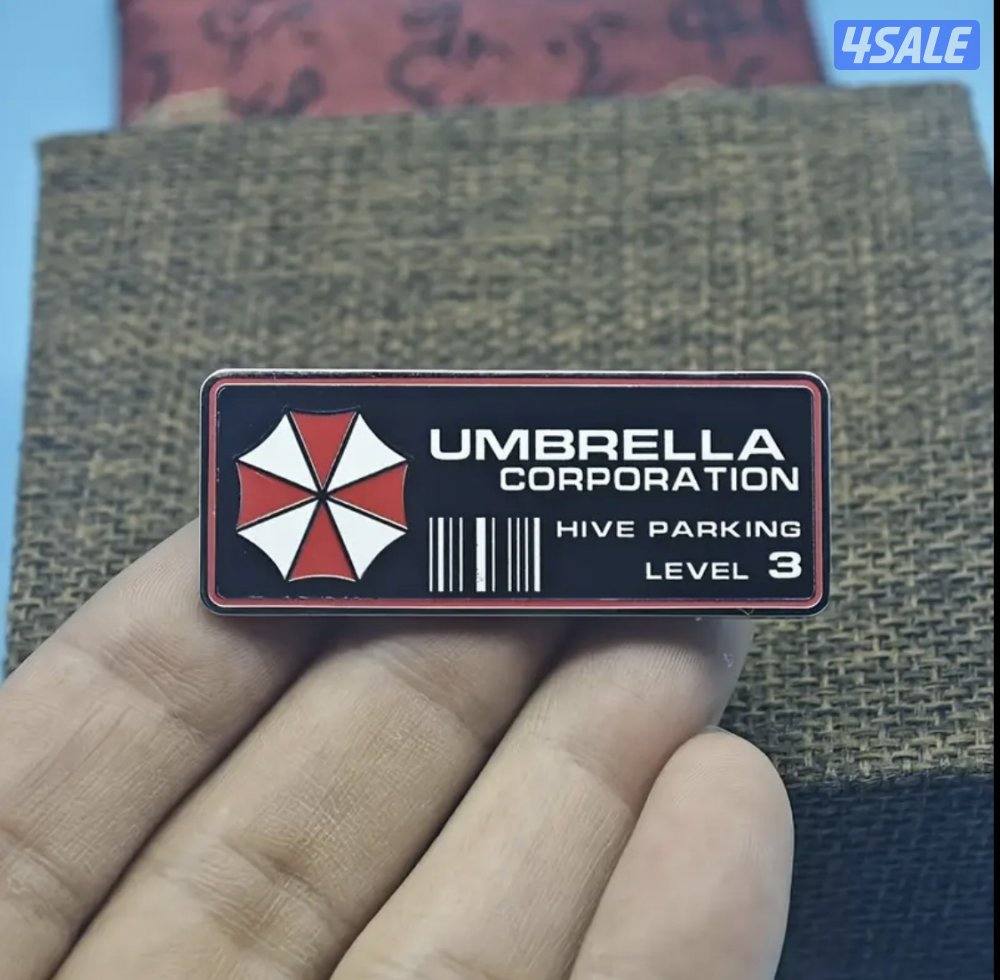 4SALE
UMBRELLA
CORPORATION
HIVE PARKING
LEVEL 3